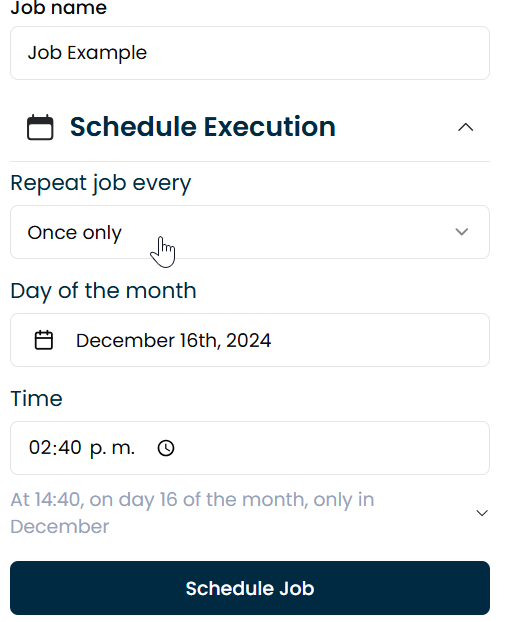 Job name
Job Example
Schedule Execution
Repeat job every
Once only
Day of the month
December 16th, 2024
Time
02:40 p. m.
At 14:40, on day 16 of the month, only in
December
Schedule Job